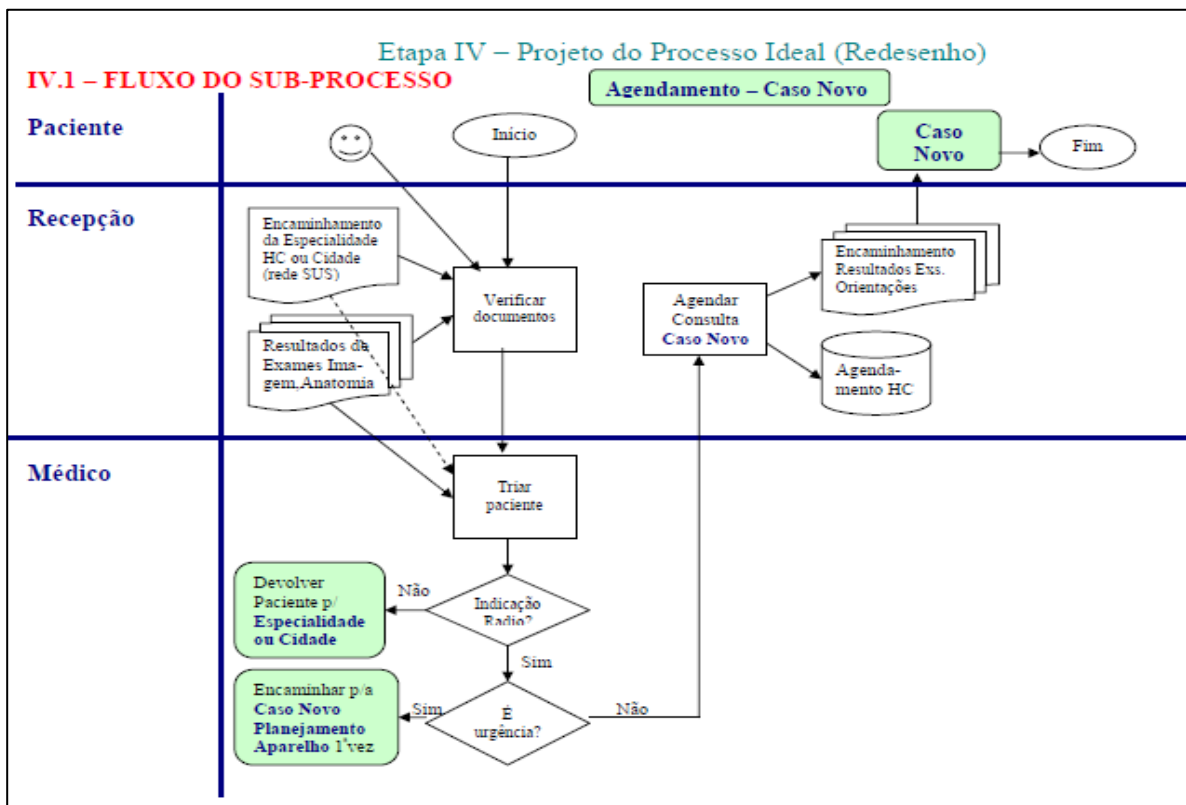 Etapa IV – Projeto do Processo Ideal (Redesenho)
IV.1 – FLUXO DO SUB-PROCESSO
Agendamento – Caso Novo
Paciente
Início
Caso
Novo
Fim
Recepção
Encaminhamento
da Especialidade
HC ou Cidade
(rede SUS)
Verificar
documentos
Resultados de
Exames Ima-
gem,Anatomia
Agendar
Consulta
Caso Novo
Encaminhamento
Resultados Exs.
Orientações
Agenda-
mento HC
Médico
Triar
paciente
Indicação
Radio?
Não
Devolver
Paciente p/
Especialidade
ou Cidade
Sim
É
urgência?
Sim
Não
Encaminhar p/a
Caso Novo
Planejamento
Aparelho 1ªvez